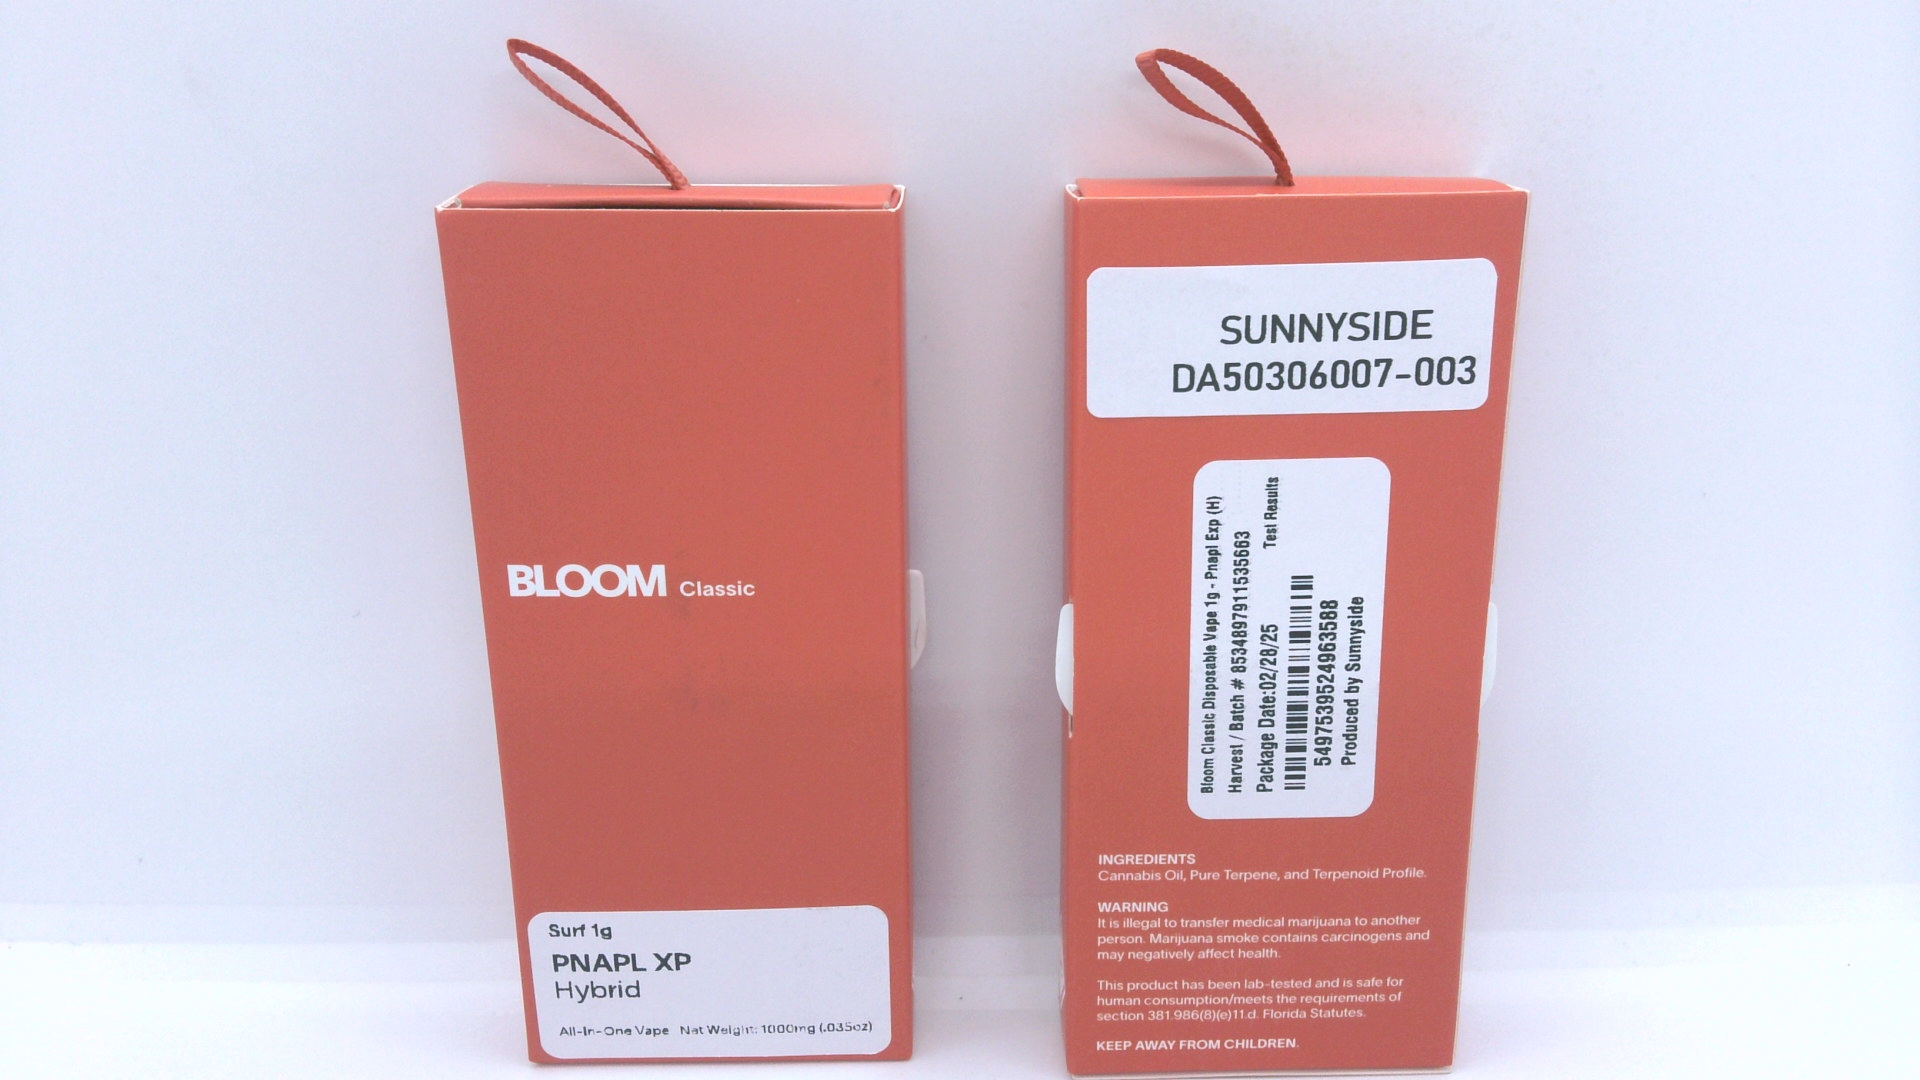 BLOOM Classic
Surf 1g
PNAPL XP
Hybrid
All-In-One Vape Net Weight: 1000mg (.035oz)
SUNNYSIDE
DA50306007-003
Bloom Classic Disposable Vape 1g - Pnapl Exp (H)
Harvest / Batch # 8534897911535663
Package Date:02/28/25 Test Results
5497539524963588
Produced by Sunnyside
INGREDIENTS
Cannabis Oil, Pure Terpene, and Terpenoid Profile.
WARNING
It is illegal to transfer medical marijuana to another
person. Marijuana smoke contains carcinogens and
may negatively affect health.
This product has been lab-tested and is safe for
human consumption/meets the requirements of
section 381.986(8)(e)11.d. Florida Statutes.
KEEP AWAY FROM CHILDREN.